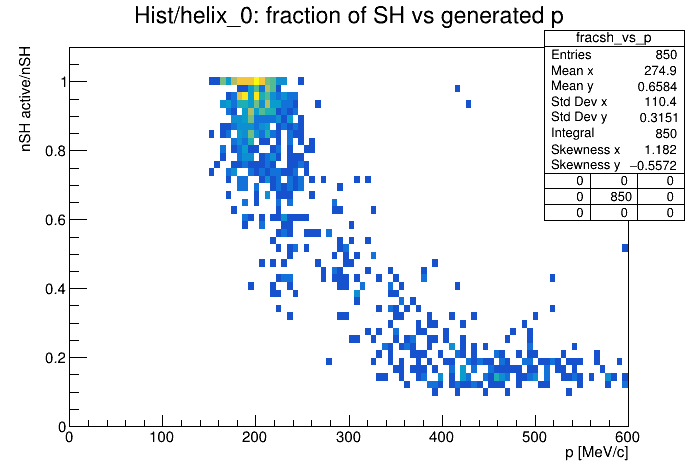 Hist/helix_0: fraction of SH vs generated p
fracsh_vs_p
Entries 850
Mean x 274.9
Mean y 0.6584
Std Dev x 110.4
Std Dev y 0.3151
Integral 850
Skewness x 1.182
Skewness y −0.5572
0 0 0
0 850 0
0 0 0
nSH active/nSH
1
0.8
0.6
0.4
0.2
0
0 100 200 300 400 500 600
p [MeV/c]